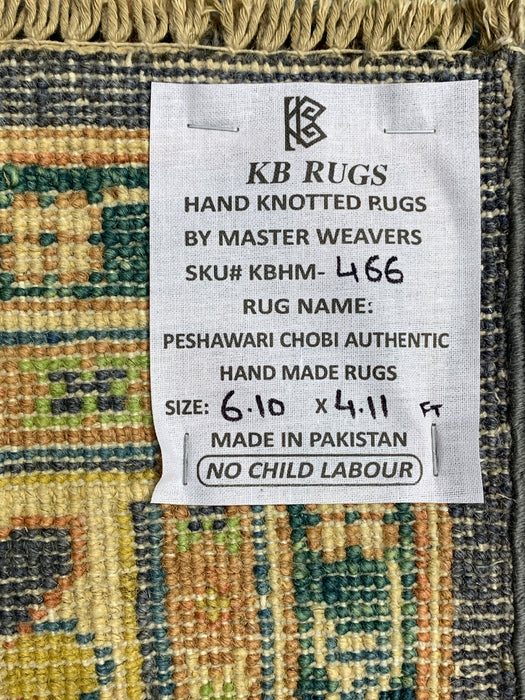 KB RUGS
HAND KNOTTED RUGS
BY MASTER WEAVERS
SKU# KBHM- 466
RUG NAME:
PESHAWARI CHOBI AUTHENTIC
HAND MADE RUGS
SIZE: 6.10 X 4.11 FT
MADE IN PAKISTAN
NO CHILD LABOUR